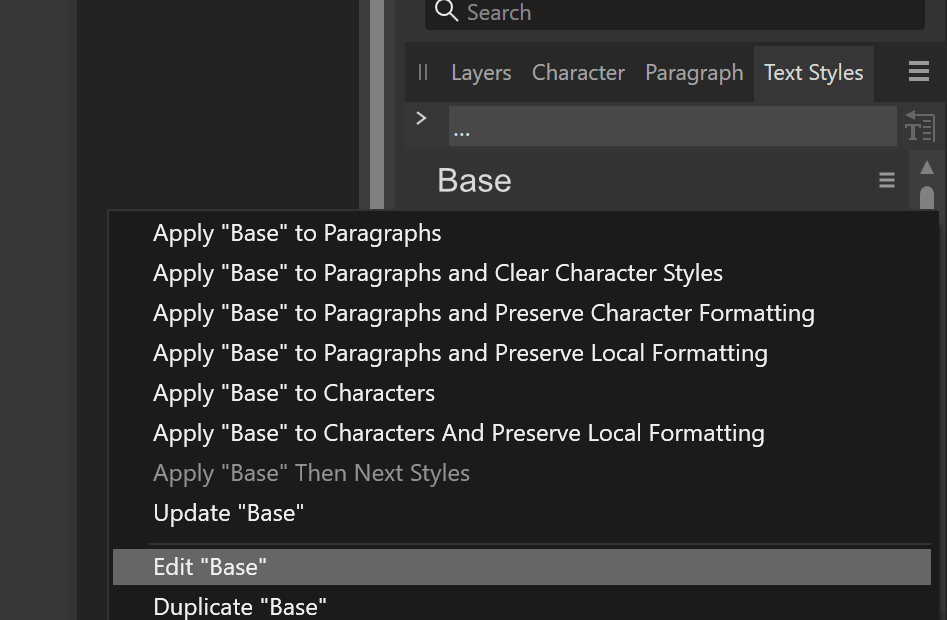 Search
Layers Character Paragraph Text Styles
...
Base
Apply "Base" to Paragraphs
Apply "Base" to Paragraphs and Clear Character Styles
Apply "Base" to Paragraphs and Preserve Character Formatting
Apply "Base" to Paragraphs and Preserve Local Formatting
Apply "Base" to Characters
Apply "Base" to Characters And Preserve Local Formatting
Apply "Base" Then Next Styles
Update "Base"
Edit "Base"
Duplicate "Base"